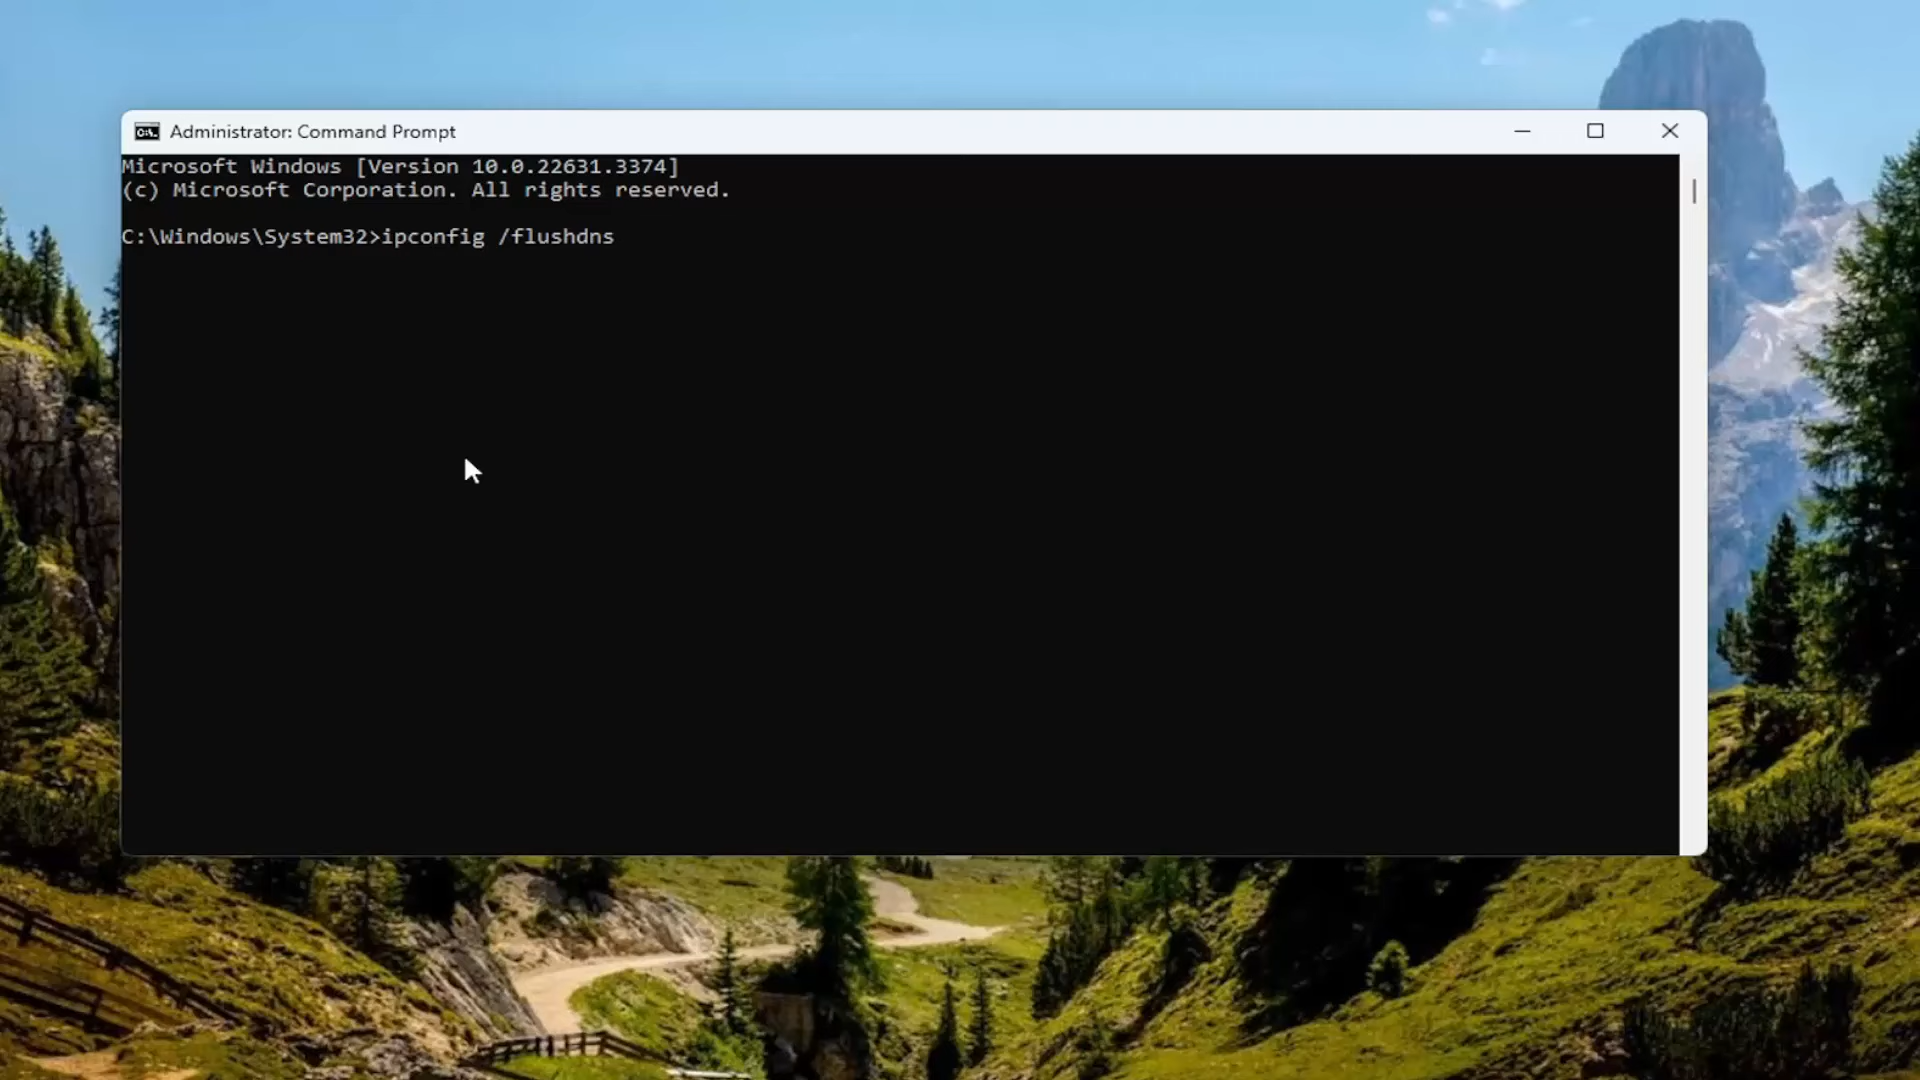 Administrator: Command Prompt
Microsoft Windows [Version 10.0.22631.3374]
(c) Microsoft Corporation. All rights reserved.
C:\Windows\System32>ipconfig /flushdns